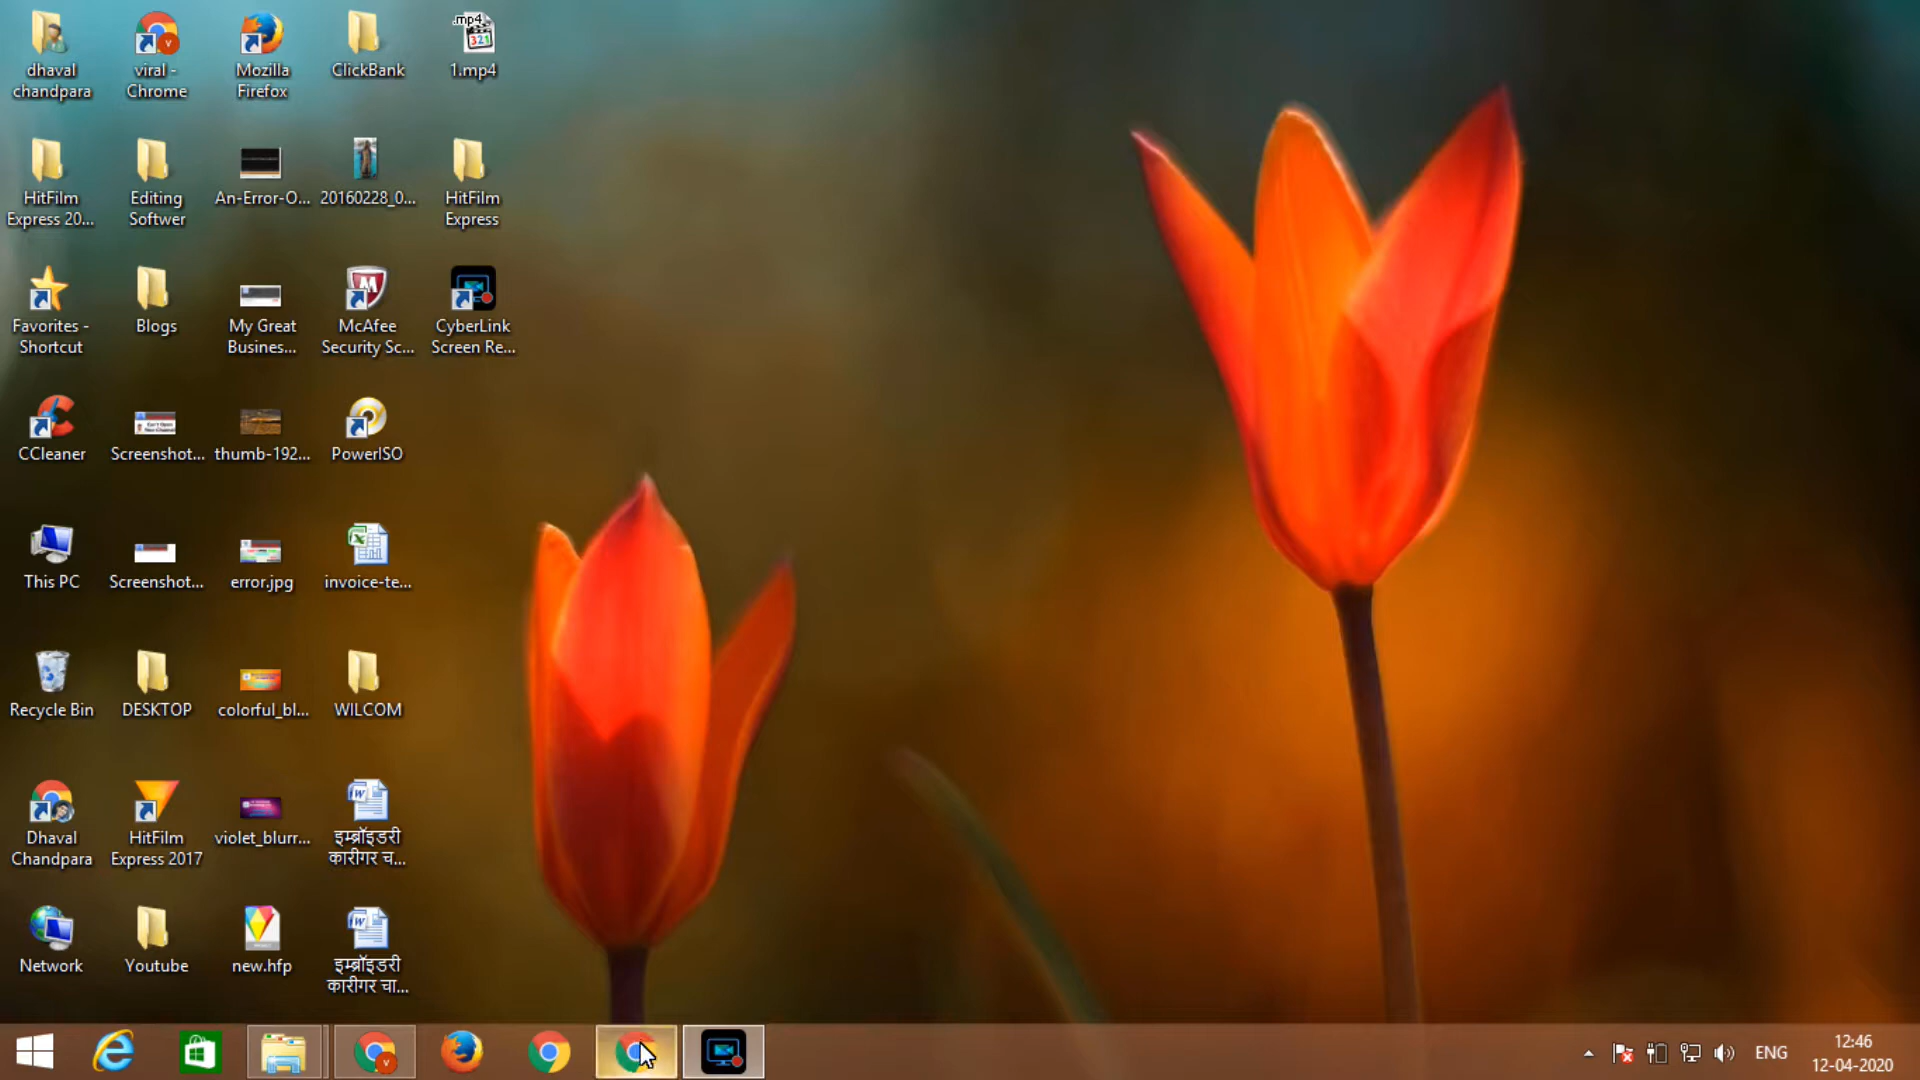 dhaval
chandpara
viral -
Chrome
Mozilla
Firefox
ClickBank
.mp4
321
1.mp4
HitFilm
Express 20...
Editing
Softwer
An-Error-O...
20160228_0...
HitFilm
Express
Favorites -
Shortcut
Blogs
My Great
Busines...
McAfee
Security Sc...
CyberLink
Screen Re...
CCleaner
Screenshot...
thumb-192...
PowerISO
This PC
Screenshot...
error.jpg
invoice-te...
Recycle Bin
DESKTOP
colorful_bl...
WILCOM
Dhaval
Chandpara
HitFilm
Express 2017
violet_blurr...
इम्ब्रॉइडरी
कारीगर च...
Network
Youtube
new.hfp
इम्ब्रॉइडरी
कारीगर चा...
ENG
12:46
12-04-2020